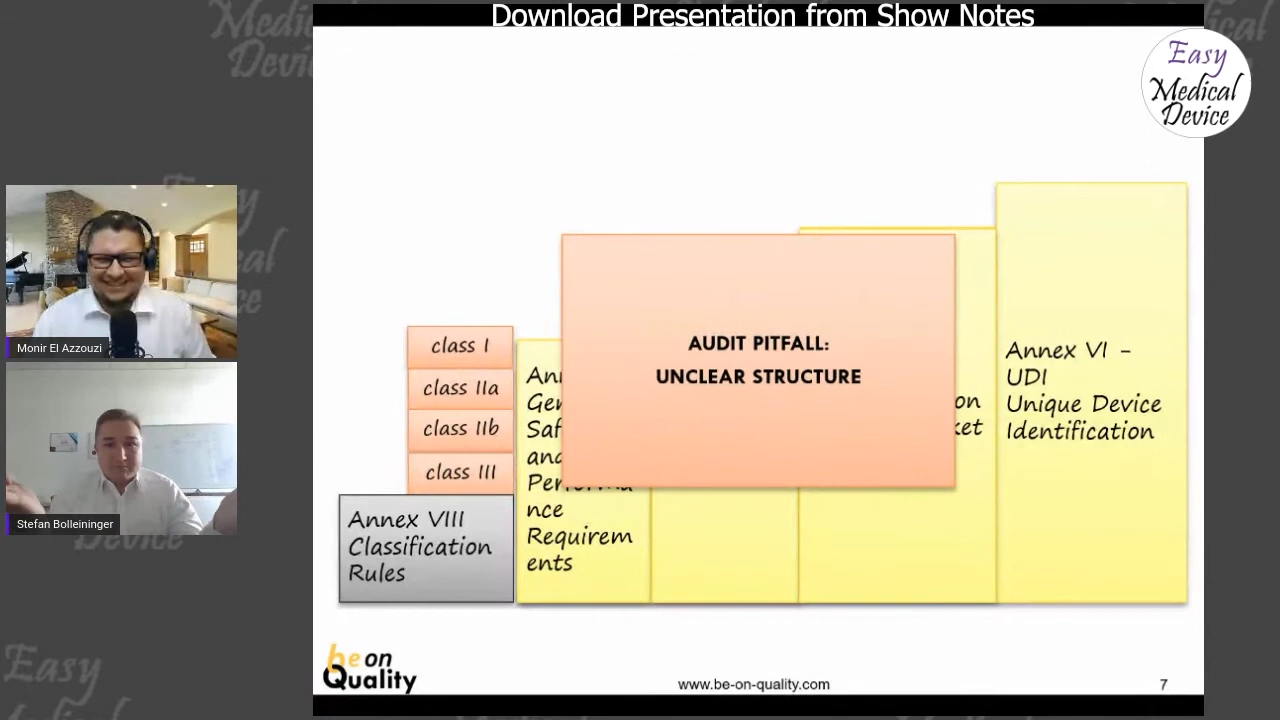 Download Presentation from Show Notes
Easy
Medical
Device
Monir El Azzouzi
Stefan Bolleininger
class I
class IIa
class IIb
class III
Annex VIII
Classification
Rules
nce
Requirem
ents
AUDIT PITFALL:
UNCLEAR STRUCTURE
Annex VI -
UDI
Unique Device
Identification
be on
Quality
www.be-on-quality.com
7